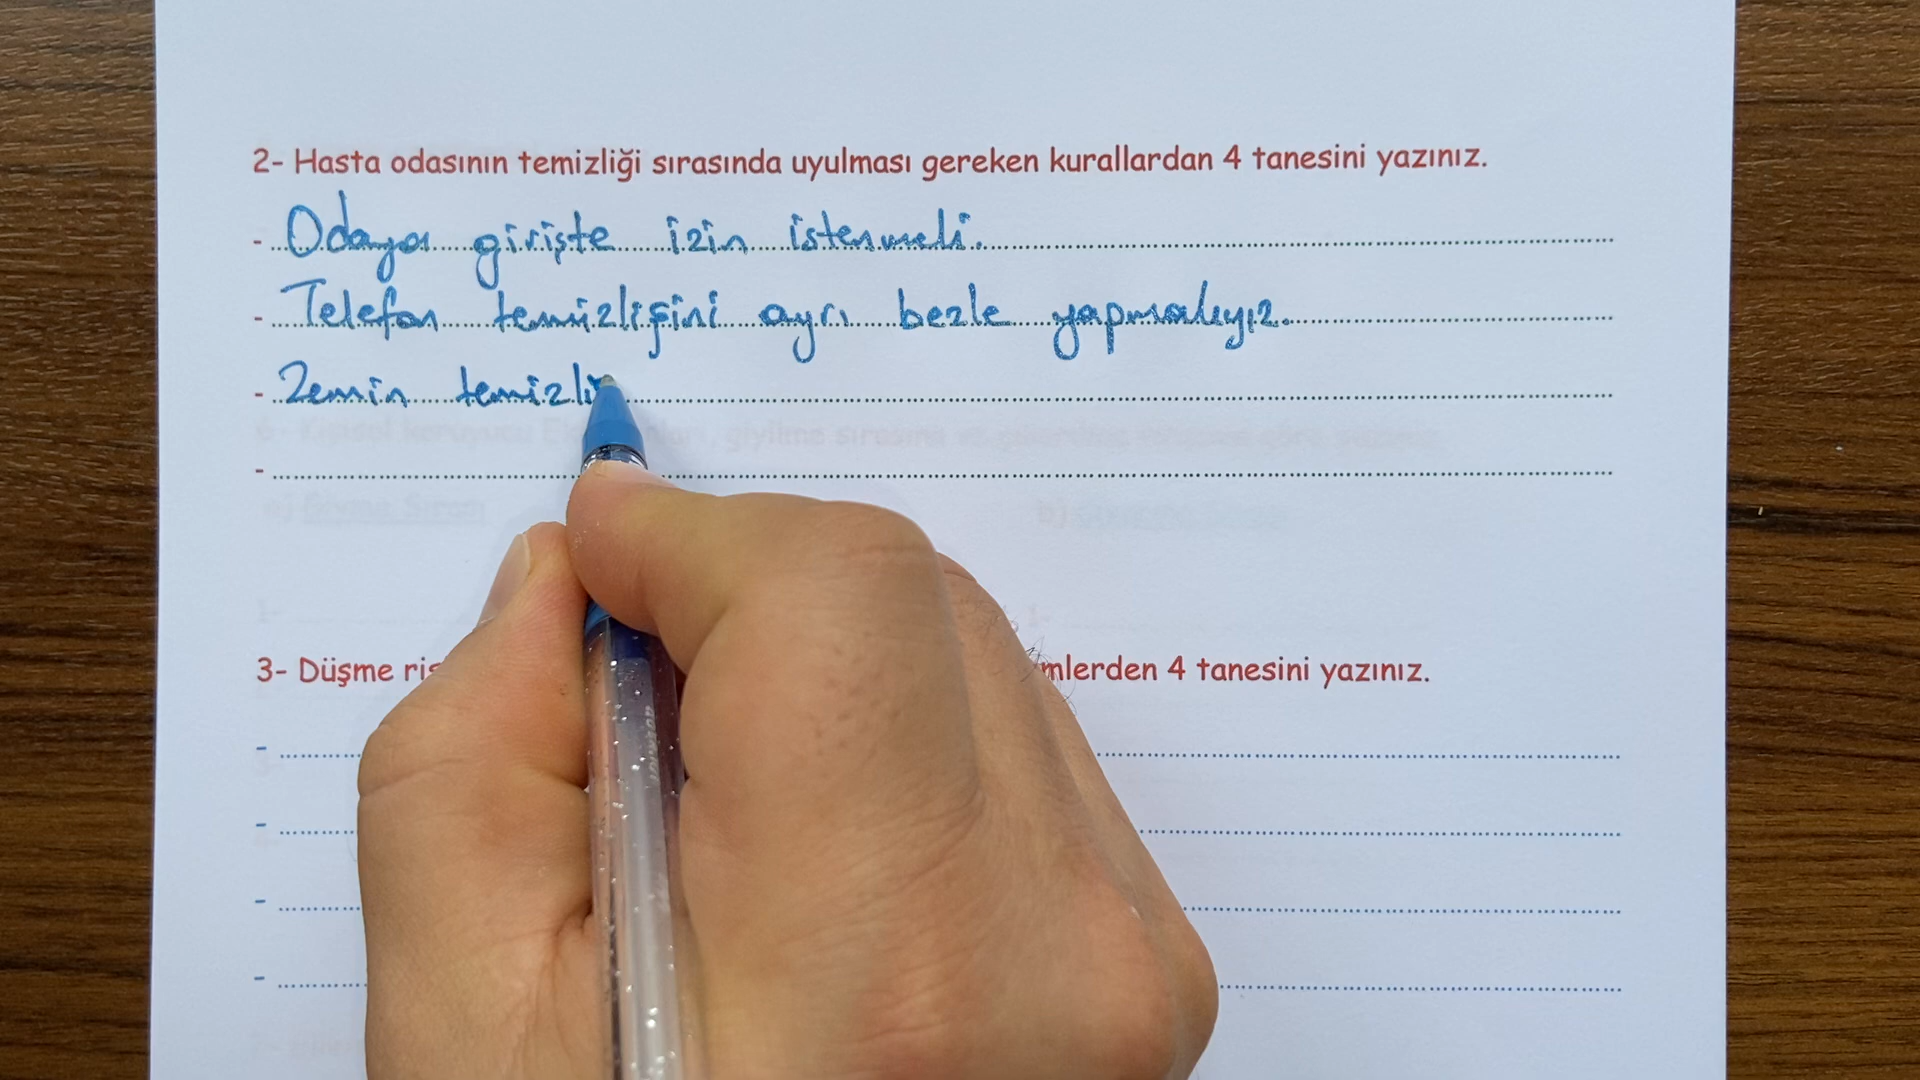 2- Hasta odasının temizliği sırasında uyulması gereken kurallardan 4 tanesini yazınız.
- Odaya girişte izin istenmeli.
- Telefon temizliğini ayrı bezle yapmalıyız.
- Zemin temizli
-
3- Düşme ris mlerden 4 tanesini yazınız.
-
-
-
-